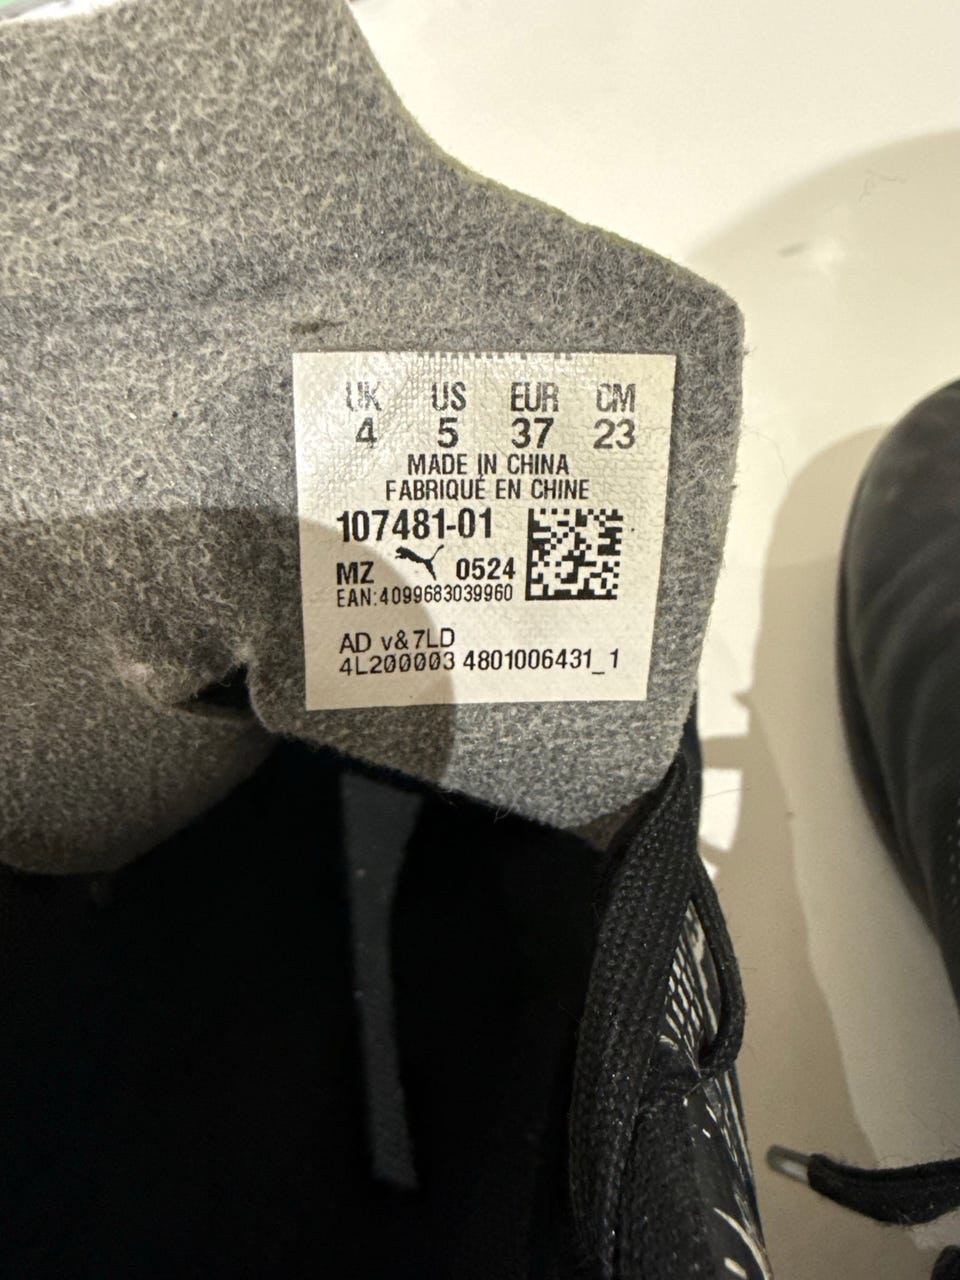 UK US EUR CM
4 5 37 23
MADE IN CHINA
FABRIQUÉ EN CHINE
107481-01
MZ 0524
EAN:4099683039960
AD v&7LD
4L200003 4801006431_1